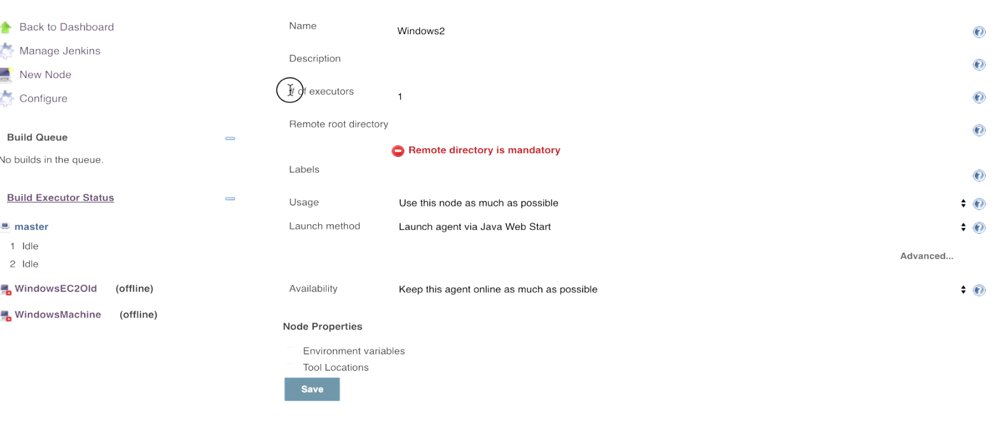 Back to Dashboard
Manage Jenkins
New Node
Configure
Build Queue
No builds in the queue.
Build Executor Status
master
1 Idle
2 Idle
WindowsEC2Old (offline)
WindowsMachine (offline)
Name Windows2
Description
# of executors 1
Remote root directory
Remote directory is mandatory
Labels
Usage Use this node as much as possible
Launch method Launch agent via Java Web Start
Advanced...
Availability Keep this agent online as much as possible
Node Properties
Environment variables
Tool Locations
Save